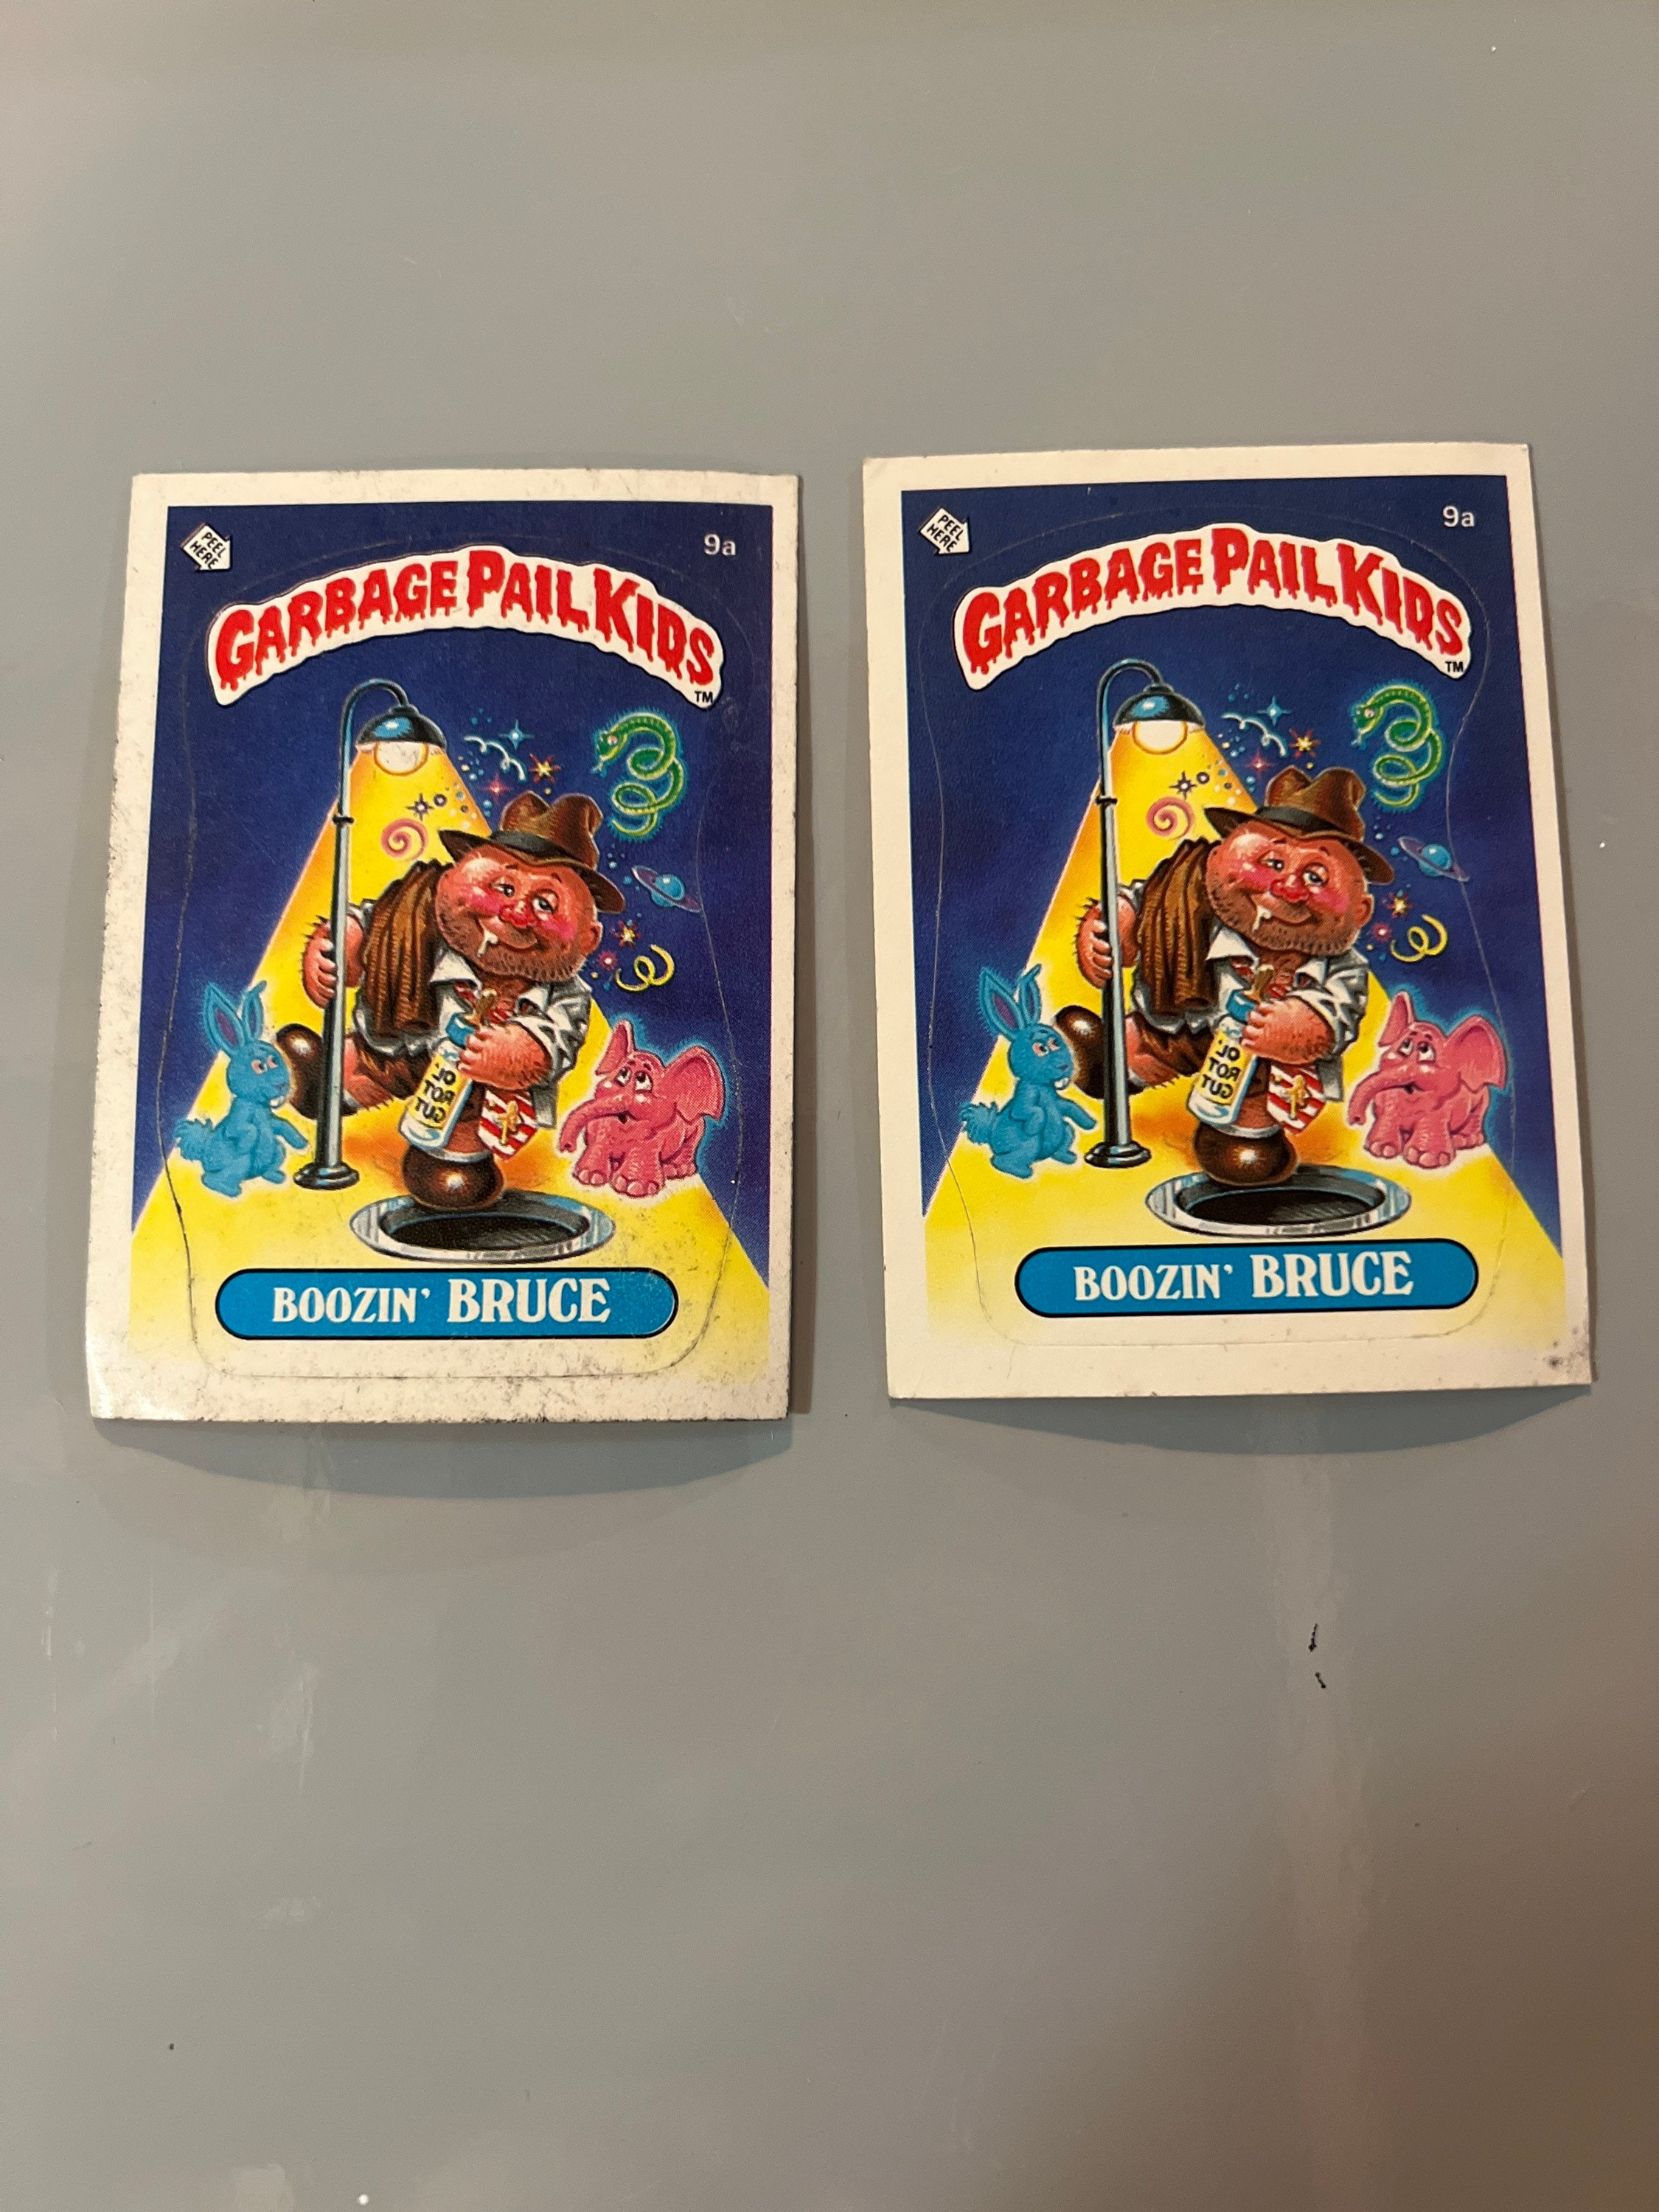 PEEL
HERE
9a
GARBAGE PAIL KIDS
TM
OL'
ROT
GUT
BOOZIN' BRUCE
PEEL
HERE
9a
GARBAGE PAIL KIDS
TM
OL'
ROT
GUT
BOOZIN' BRUCE